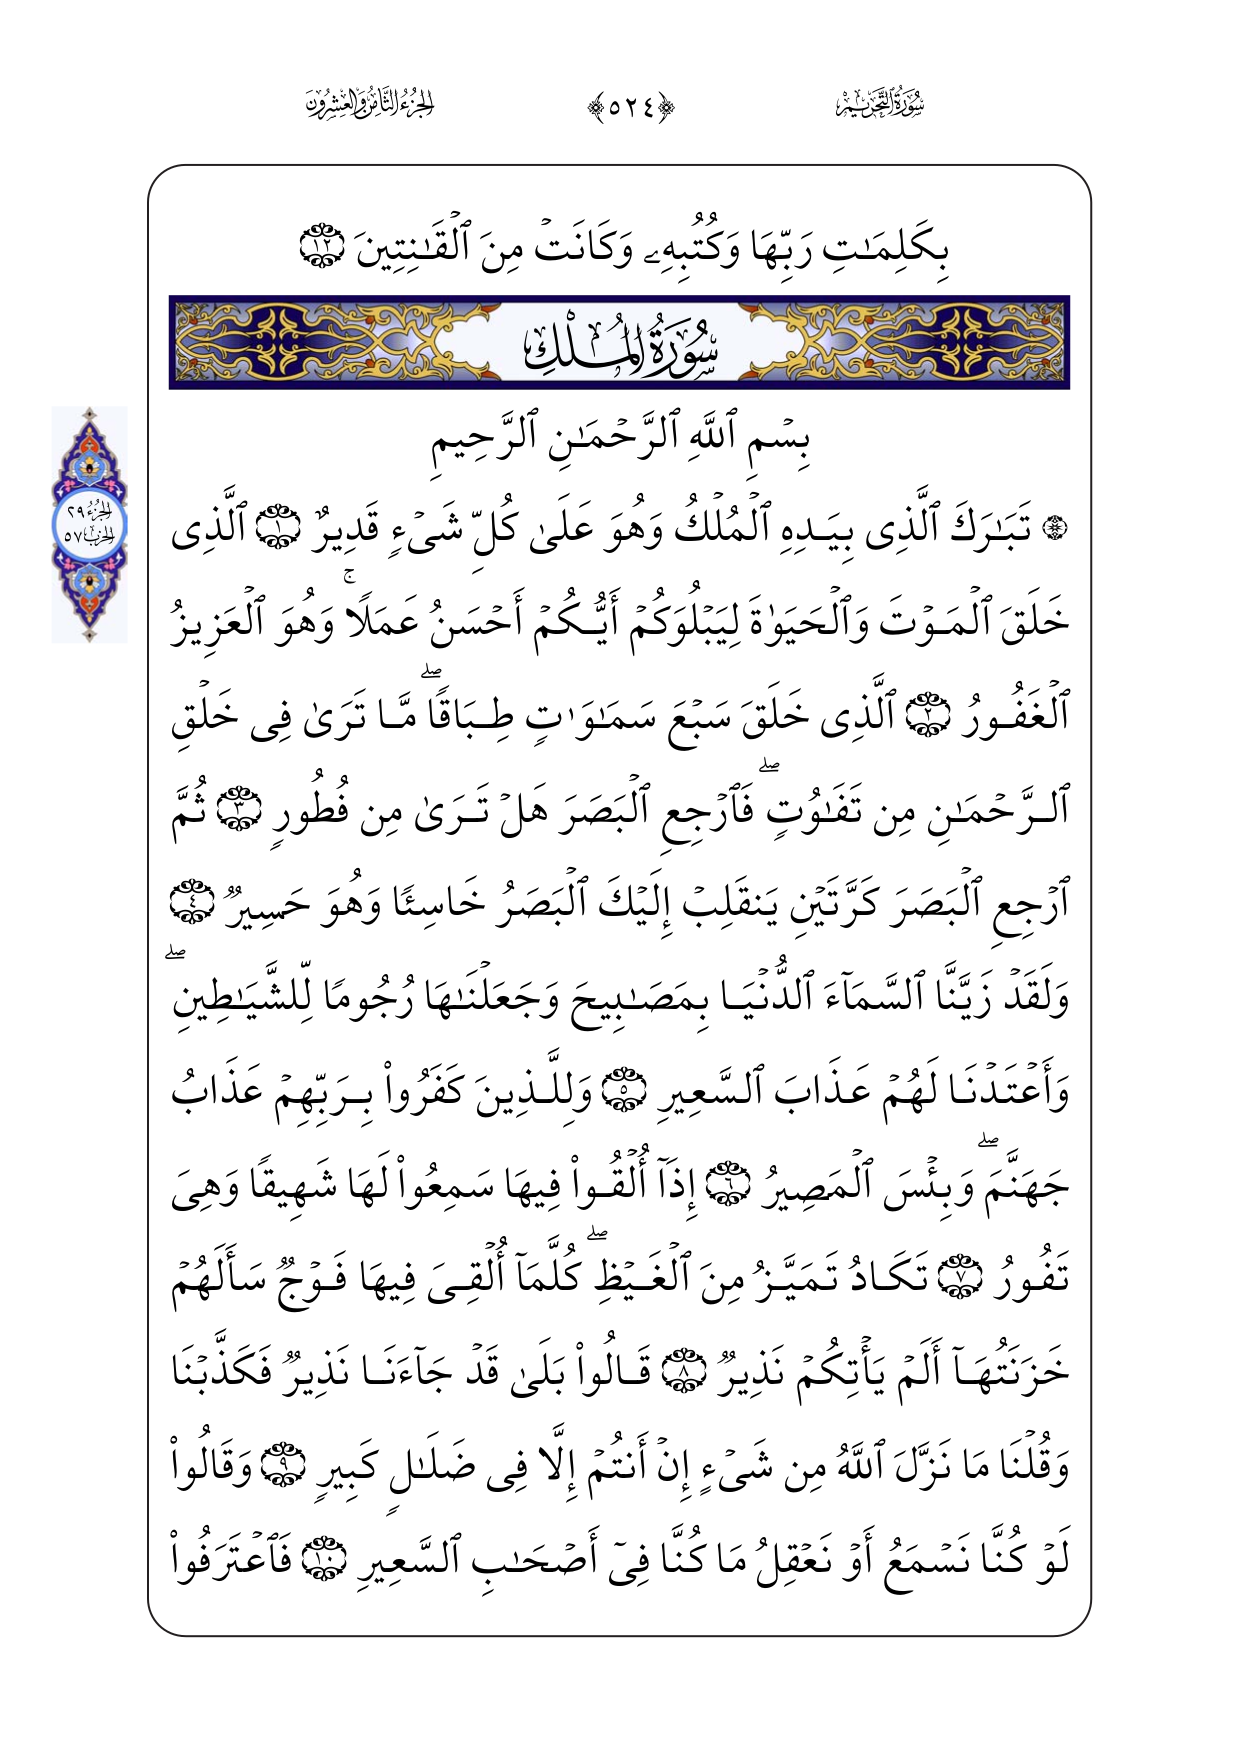 سُورَةُ التَّحْرِيم ﴿٥٢٤﴾ الجُزْءُ الثَّامِنُ وَالعِشْرُونَ
بِكَلِمَـٰتِ رَبِّهَا وَكُتُبِهِۦ وَكَانَتۡ مِنَ ٱلۡقَـٰنِتِينَ ١٢
سُورَةُ المُلْكِ
بِسۡمِ ٱللَّهِ ٱلرَّحۡمَـٰنِ ٱلرَّحِيمِ
الجزء ٢٩
الحزب ٥٧
۞ تَبَـٰرَكَ ٱلَّذِى بِيَدِهِ ٱلۡمُلۡكُ وَهُوَ عَلَىٰ كُلِّ شَىۡءٍ قَدِيرٌ ١ ٱلَّذِى
خَلَقَ ٱلۡمَوۡتَ وَٱلۡحَيَوٰةَ لِيَبۡلُوَكُمۡ أَيُّكُمۡ أَحۡسَنُ عَمَلًاۚ وَهُوَ ٱلۡعَزِيزُ
ٱلۡغَفُورُ ٢ ٱلَّذِى خَلَقَ سَبۡعَ سَمَـٰوَٰتٍ طِبَاقًاۖ مَّا تَرَىٰ فِى خَلۡقِ
ٱلرَّحۡمَـٰنِ مِن تَفَـٰوُتٍۖ فَٱرۡجِعِ ٱلۡبَصَرَ هَلۡ تَرَىٰ مِن فُطُورٍ ٣ ثُمَّ
ٱرۡجِعِ ٱلۡبَصَرَ كَرَّتَيۡنِ يَنقَلِبۡ إِلَيۡكَ ٱلۡبَصَرُ خَاسِئًا وَهُوَ حَسِيرٌ ٤
وَلَقَدۡ زَيَّنَّا ٱلسَّمَآءَ ٱلدُّنۡيَا بِمَصَـٰبِيحَ وَجَعَلۡنَـٰهَا رُجُومًا لِّلشَّيَـٰطِينِۖ
وَأَعۡتَدۡنَا لَهُمۡ عَذَابَ ٱلسَّعِيرِ ٥ وَلِلَّذِينَ كَفَرُوا۟ بِرَبِّهِمۡ عَذَابُ
جَهَنَّمَۖ وَبِئۡسَ ٱلۡمَصِيرُ ٦ إِذَآ أُلۡقُوا۟ فِيهَا سَمِعُوا۟ لَهَا شَهِيقًا وَهِىَ
تَفُورُ ٧ تَكَادُ تَمَيَّزُ مِنَ ٱلۡغَيۡظِۖ كُلَّمَآ أُلۡقِىَ فِيهَا فَوۡجٌ سَأَلَهُمۡ
خَزَنَتُهَآ أَلَمۡ يَأۡتِكُمۡ نَذِيرٌ ٨ قَالُوا۟ بَلَىٰ قَدۡ جَآءَنَا نَذِيرٌ فَكَذَّبۡنَا
وَقُلۡنَا مَا نَزَّلَ ٱللَّهُ مِن شَىۡءٍ إِنۡ أَنتُمۡ إِلَّا فِى ضَلَـٰلٍ كَبِيرٍ ٩ وَقَالُوا۟
لَوۡ كُنَّا نَسۡمَعُ أَوۡ نَعۡقِلُ مَا كُنَّا فِىٓ أَصۡحَـٰبِ ٱلسَّعِيرِ ١٠ فَٱعۡتَرَفُوا۟